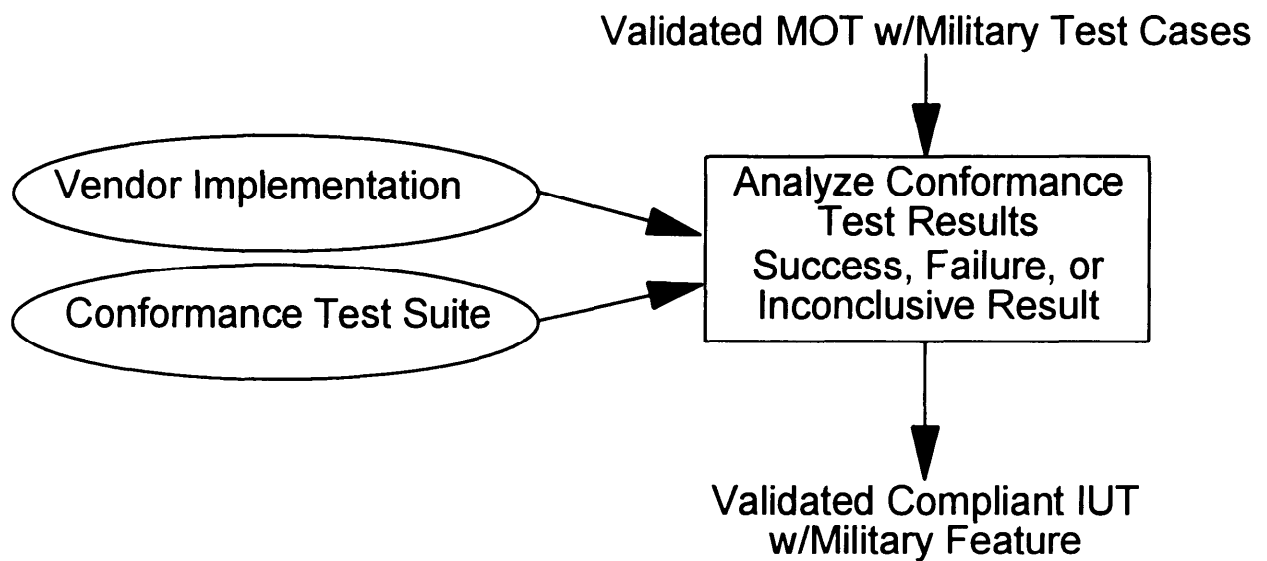 Validated MOT w/Military Test Cases
Vendor Implementation
Conformance Test Suite
Analyze Conformance
Test Results
Success, Failure, or
Inconclusive Result
Validated Compliant IUT
w/Military Feature